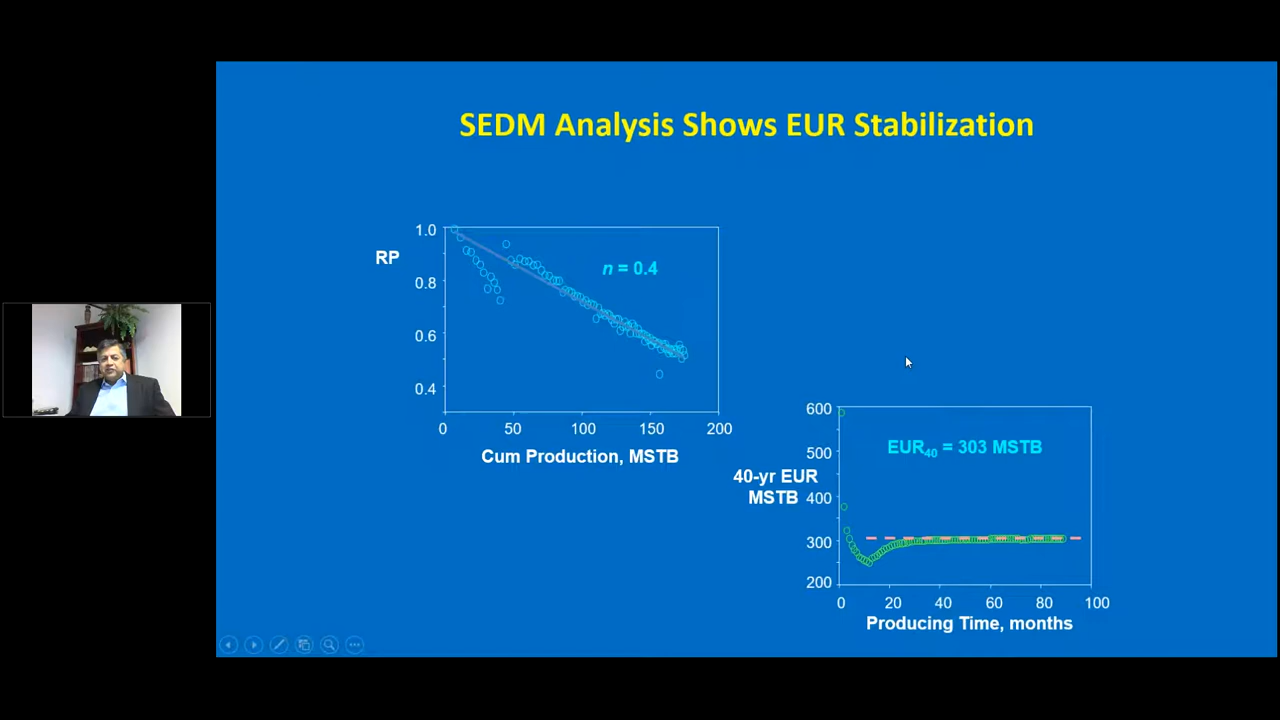 SEDM Analysis Shows EUR Stabilization
1.0
RP
n = 0.4
0.8
0.6
0.4
0 50 100 150 200
Cum Production, MSTB
600
EUR40 = 303 MSTB
500
40-yr EUR
MSTB
400
300
200
0 20 40 60 80 100
Producing Time, months